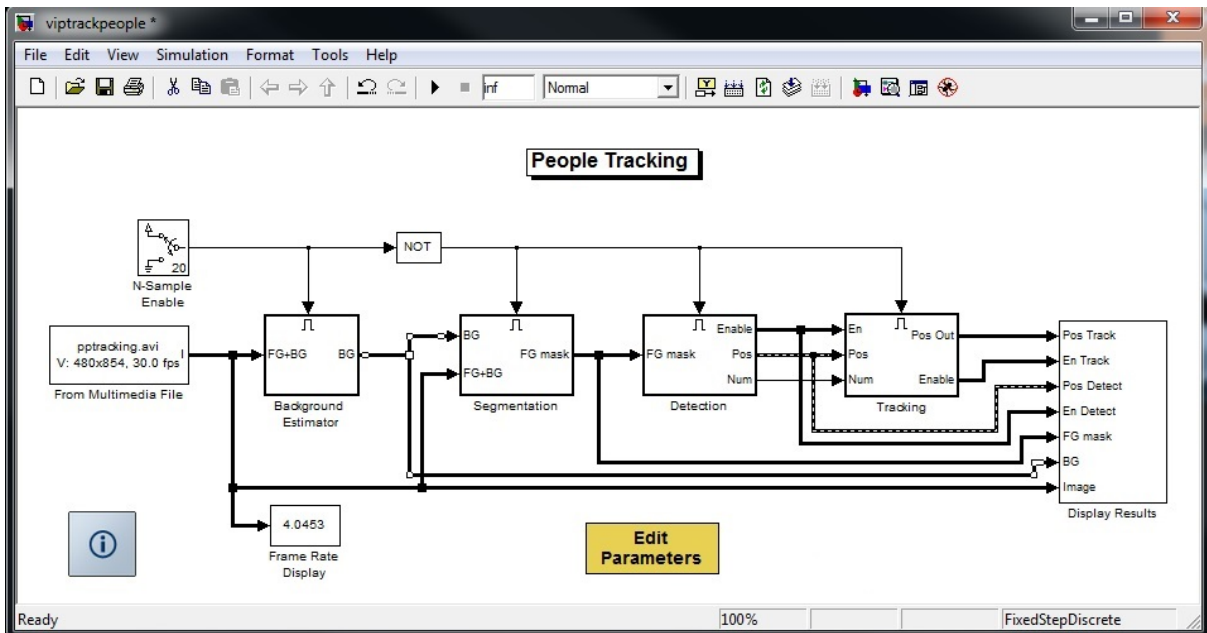 viptrackpeople *
File Edit View Simulation Format Tools Help
inf Normal
People Tracking
20
N-Sample
Enable
NOT
pptracking.avi
V: 480x854, 30.0 fps
I
From Multimedia File
FG+BG BG
Background
Estimator
BG
FG+BG
FG mask
Segmentation
FG mask
Enable
Pos
Num
Detection
En
Pos
Num
Pos Out
Enable
Tracking
Pos Track
En Track
Pos Detect
En Detect
FG mask
BG
Image
Display Results
4.0453
Frame Rate
Display
Edit
Parameters
Ready 100% FixedStepDiscrete